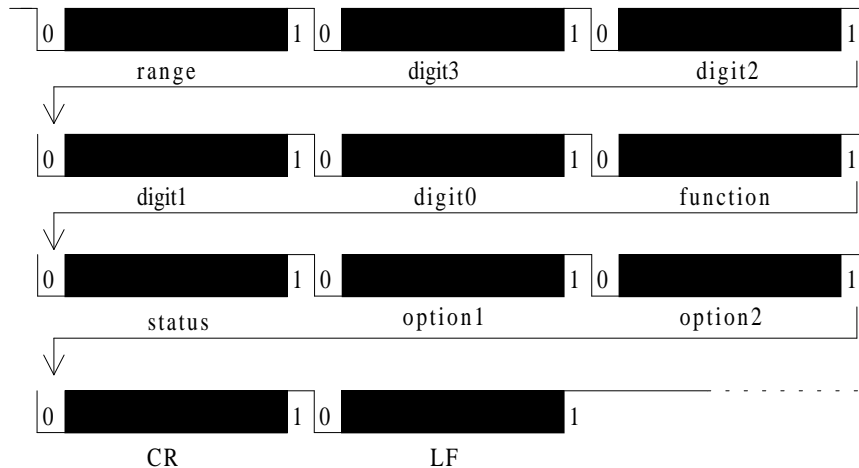 0 1 0 1 0 1
range digit3 digit2
0 1 0 1 0 1
digit1 digit0 function
0 1 0 1 0 1
status option1 option2
0 1 0 1
CR LF